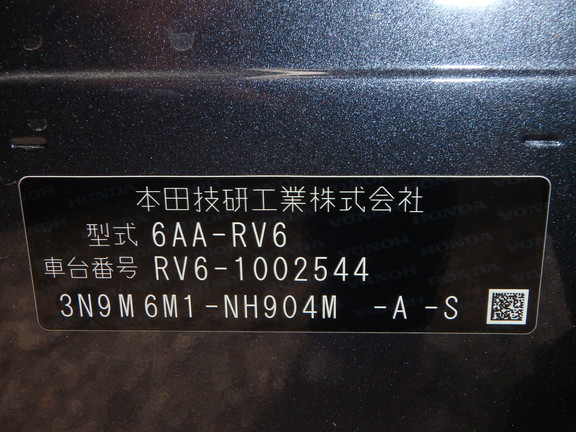 本田技研工業株式会社
型式 6AA-RV6
車台番号 RV6-1002544
3N9M6M1-NH904M -A-S